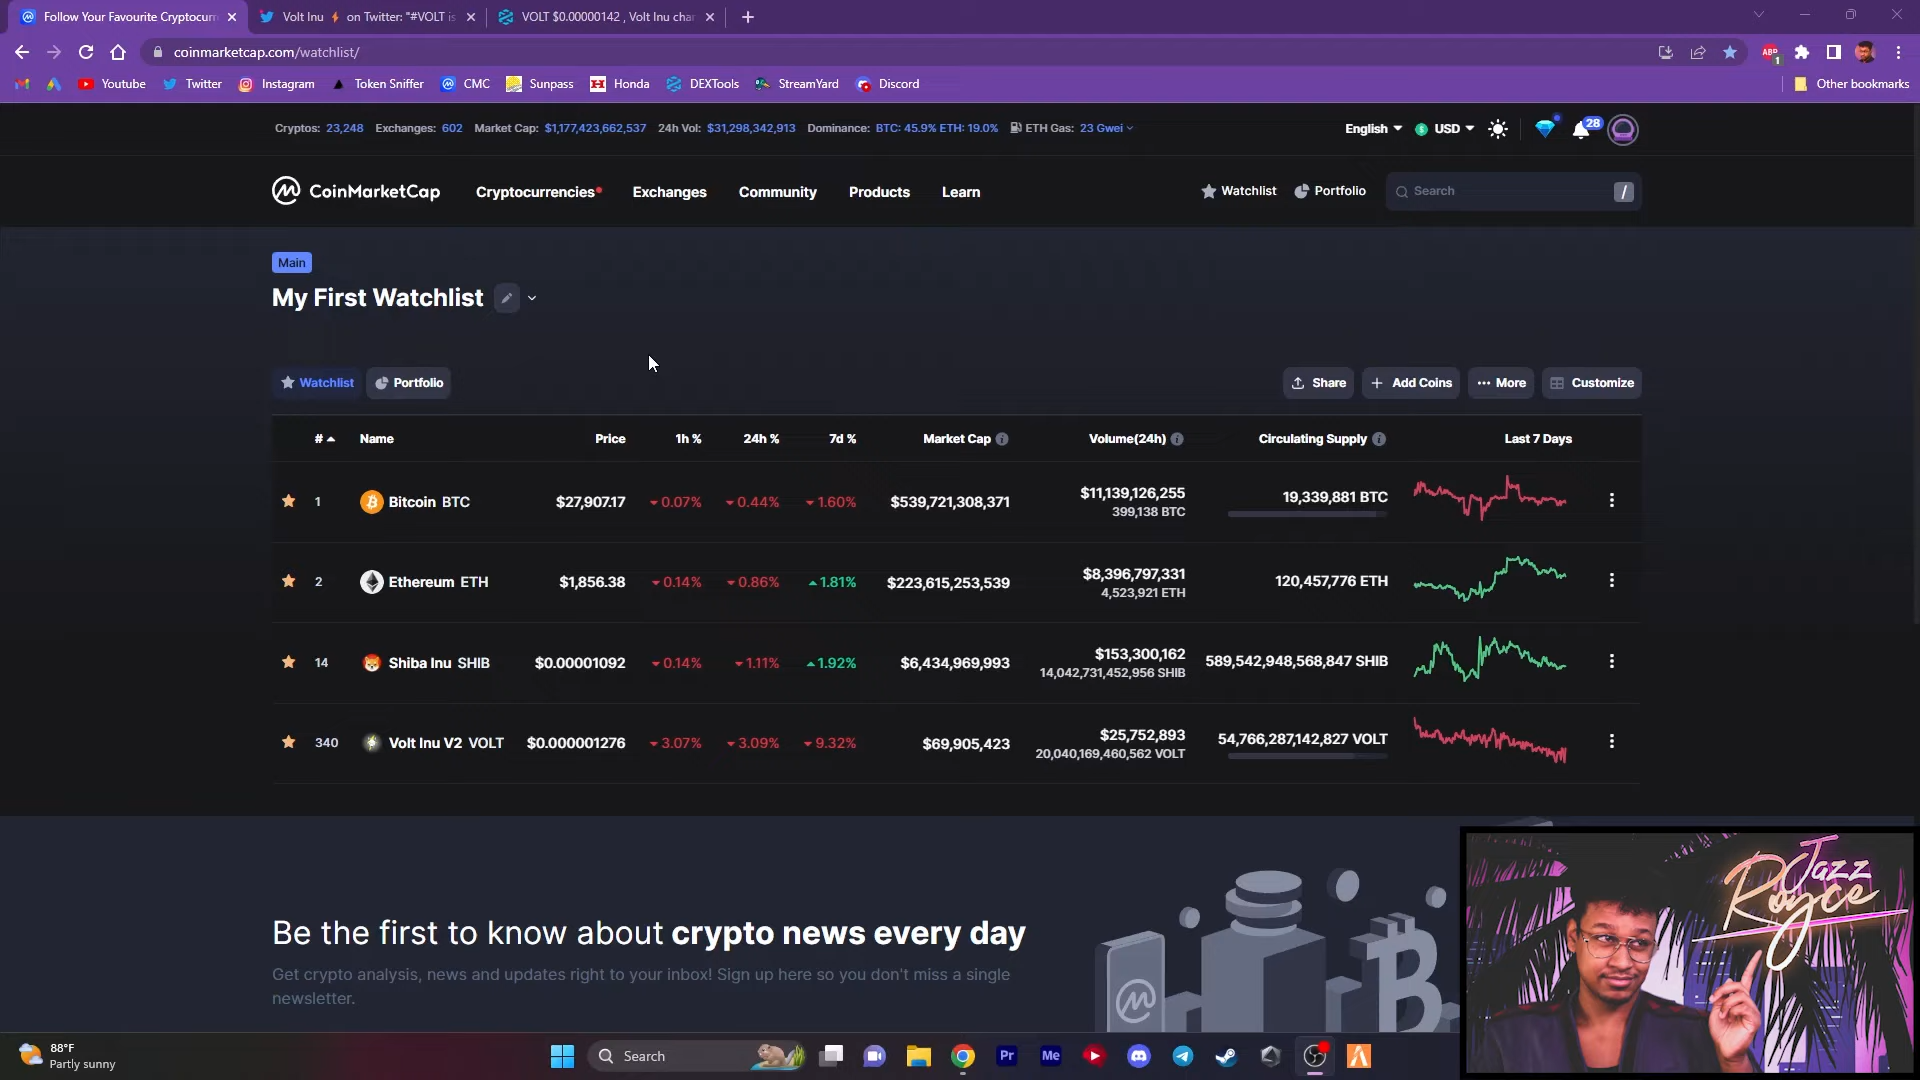 Follow Your Favourite Cryptocurr
Volt Inu ⚡ on Twitter: "#VOLT is
VOLT $0.00000142 , Volt Inu char
coinmarketcap.com/watchlist/
ABP
1
Youtube
Twitter
Instagram
Token Sniffer
CMC
Sunpass
Honda
DEXTools
StreamYard
Discord
Other bookmarks
Cryptos: 23,248 Exchanges: 602 Market Cap: $1,177,423,662,537 24h Vol: $31,298,342,913 Dominance: BTC: 45.9% ETH: 19.0% ETH Gas: 23 Gwei
English
USD
28
CoinMarketCap
Cryptocurrencies
Exchanges
Community
Products
Learn
Watchlist
Portfolio
Search
/
Main
My First Watchlist
Watchlist
Portfolio
Share
+ Add Coins
More
Customize
# Name Price 1h % 24h % 7d % Market Cap Volume(24h) Circulating Supply Last 7 Days
1 Bitcoin BTC $27,907.17 0.07% 0.44% 1.60% $539,721,308,371 $11,139,126,255 19,339,881 BTC
399,138 BTC
2 Ethereum ETH $1,856.38 0.14% 0.86% 1.81% $223,615,253,539 $8,396,797,331 120,457,776 ETH
4,523,921 ETH
14 Shiba Inu SHIB $0.00001092 0.14% 1.11% 1.92% $6,434,969,993 $153,300,162 589,542,948,568,847 SHIB
14,042,731,452,956 SHIB
340 Volt Inu V2 VOLT $0.000001276 3.07% 3.09% 9.32% $69,905,423 $25,752,893 54,766,287,142,827 VOLT
20,040,169,460,562 VOLT
Be the first to know about crypto news every day
Get crypto analysis, news and updates right to your inbox! Sign up here so you don't miss a single
newsletter.
Jazz
Royce
88°F
Partly sunny
Search
Pr
Me